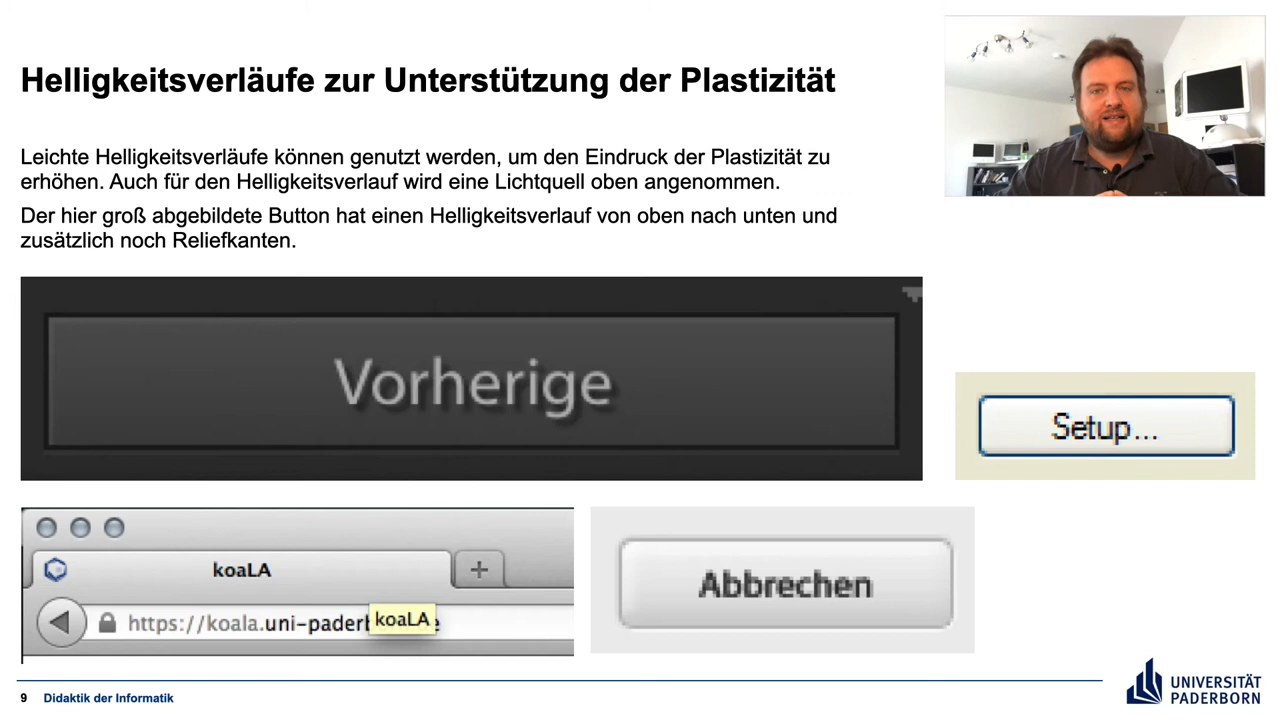 Helligkeitsverläufe zur Unterstützung der Plastizität
Leichte Helligkeitsverläufe können genutzt werden, um den Eindruck der Plastizität zu
erhöhen. Auch für den Helligkeitsverlauf wird eine Lichtquell oben angenommen.
Der hier groß abgebildete Button hat einen Helligkeitsverlauf von oben nach unten und
zusätzlich noch Reliefkanten.
Vorherige
Setup...
koaLA
https://koala.uni-paderb
koaLA
e
Abbrechen
9 Didaktik der Informatik
UNIVERSITÄT
PADERBORN